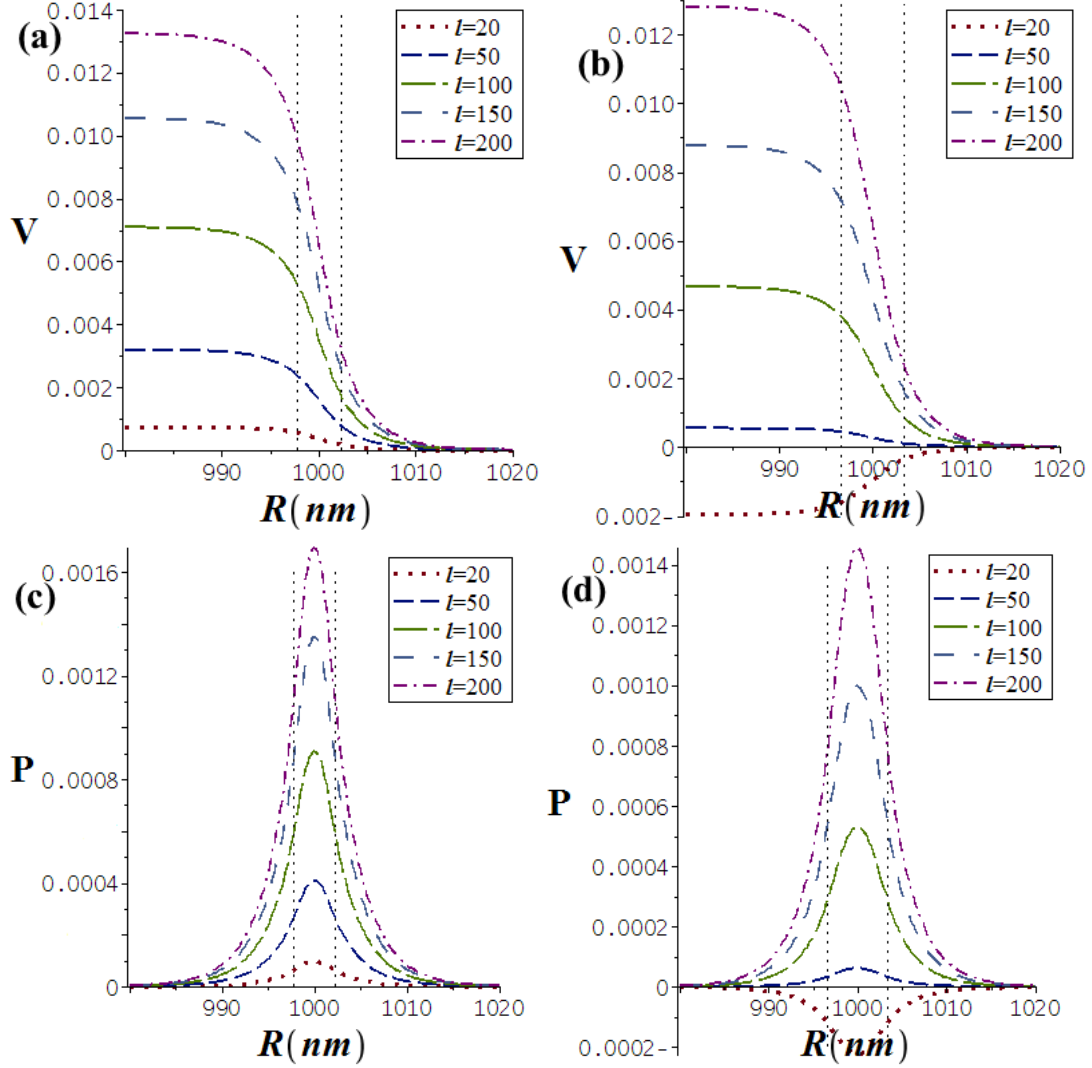 (a)
0.014
0.012
0.010
0.008
0.006
0.004
0.002
0
V
l=20
l=50
l=100
l=150
l=200
990 1000 1010 1020
R(nm)
(b)
0.012
0.010
0.008
0.006
0.004
0.002
0
0.002-
V
l=20
l=50
l=100
l=150
l=200
990 1000 1010 1020
R(nm)
(c)
0.0016
0.0012
0.0008
0.0004
0
P
l=20
l=50
l=100
l=150
l=200
990 1000 1010 1020
R(nm)
(d)
0.0014
0.0012
0.0010
0.0008
0.0006
0.0004
0.0002
0
0.0002-
P
l=20
l=50
l=100
l=150
l=200
990 1000 1010 1020
R(nm)